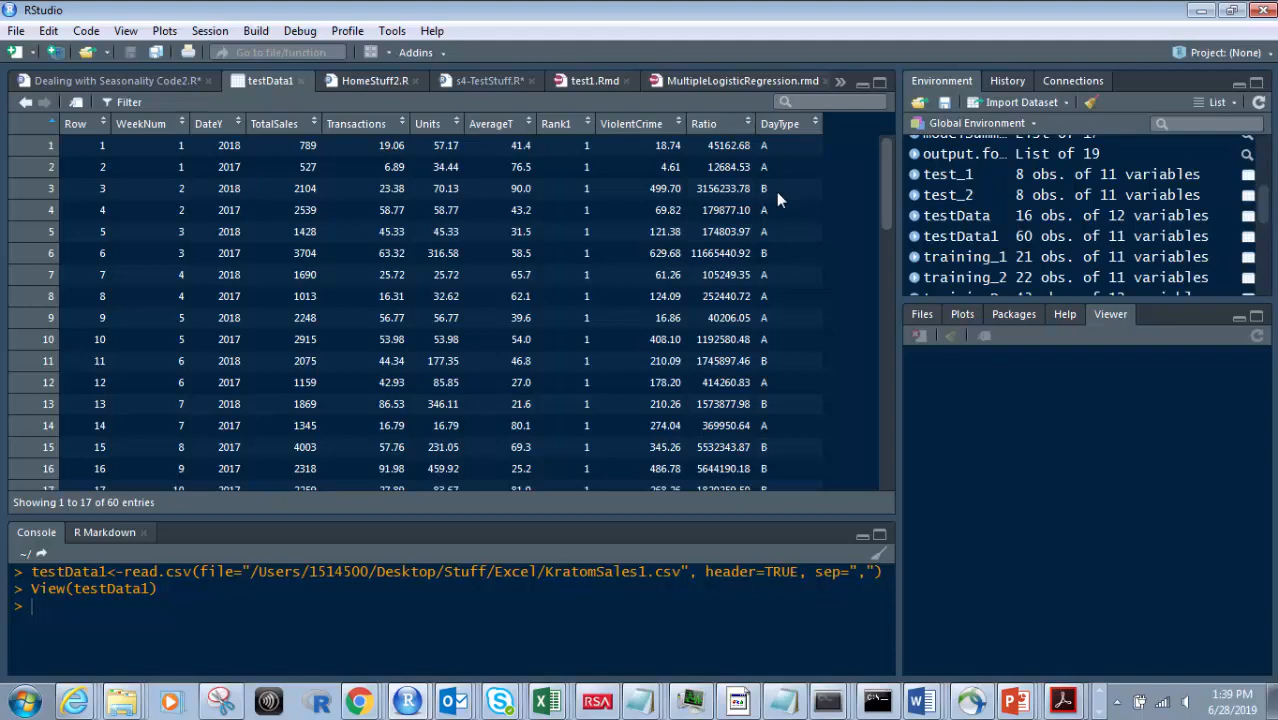 RStudio
File Edit Code View Plots Session Build Debug Profile Tools Help
Go to file/function Addins Project: (None)
Dealing with Seasonality Code2.R* testData1 HomeStuff2.R s4-TestStuff.R* test1.Rmd MultipleLogisticRegression.rmd
Filter
Row WeekNum DateY TotalSales Transactions Units AverageT Rank1 ViolentCrime Ratio DayType
1 1 1 2018 789 19.06 57.17 41.4 1 18.74 45162.68 A
2 2 1 2017 527 6.89 34.44 76.5 1 4.61 12684.53 A
3 3 2 2018 2104 23.38 70.13 90.0 1 499.70 3156233.78 B
4 4 2 2017 2539 58.77 58.77 43.2 1 69.82 179877.10 A
5 5 3 2018 1428 45.33 45.33 31.5 1 121.38 174803.97 A
6 6 3 2017 3704 63.32 316.58 58.5 1 629.68 11665440.92 B
7 7 4 2018 1690 25.72 25.72 65.7 1 61.26 105249.35 A
8 8 4 2017 1013 16.31 32.62 62.1 1 124.09 252440.72 A
9 9 5 2018 2248 56.77 56.77 39.6 1 16.86 40206.05 A
10 10 5 2017 2915 53.98 53.98 54.0 1 408.10 1192580.48 A
11 11 6 2018 2075 44.34 177.35 46.8 1 210.09 1745897.46 B
12 12 6 2017 1159 42.93 85.85 27.0 1 178.20 414260.83 A
13 13 7 2018 1869 86.53 346.11 21.6 1 210.26 1573877.98 B
14 14 7 2017 1345 16.79 16.79 80.1 1 274.04 369950.64 A
15 15 8 2017 4003 57.76 231.05 69.3 1 345.26 5532343.87 B
16 16 9 2017 2318 91.98 459.92 25.2 1 486.78 5644190.18 B
Showing 1 to 17 of 60 entries
Console R Markdown
~/
> testData1<-read.csv(file="/Users/1514500/Desktop/Stuff/Excel/KratomSales1.csv", header=TRUE, sep=",")
> View(testData1)
>
Environment History Connections
Import Dataset List
Global Environment
output.fo… List of 19
test_1 8 obs. of 11 variables
test_2 8 obs. of 11 variables
testData 16 obs. of 12 variables
testData1 60 obs. of 11 variables
training_1 21 obs. of 11 variables
training_2 22 obs. of 11 variables
Files Plots Packages Help Viewer
RSA
1:39 PM
6/28/2019